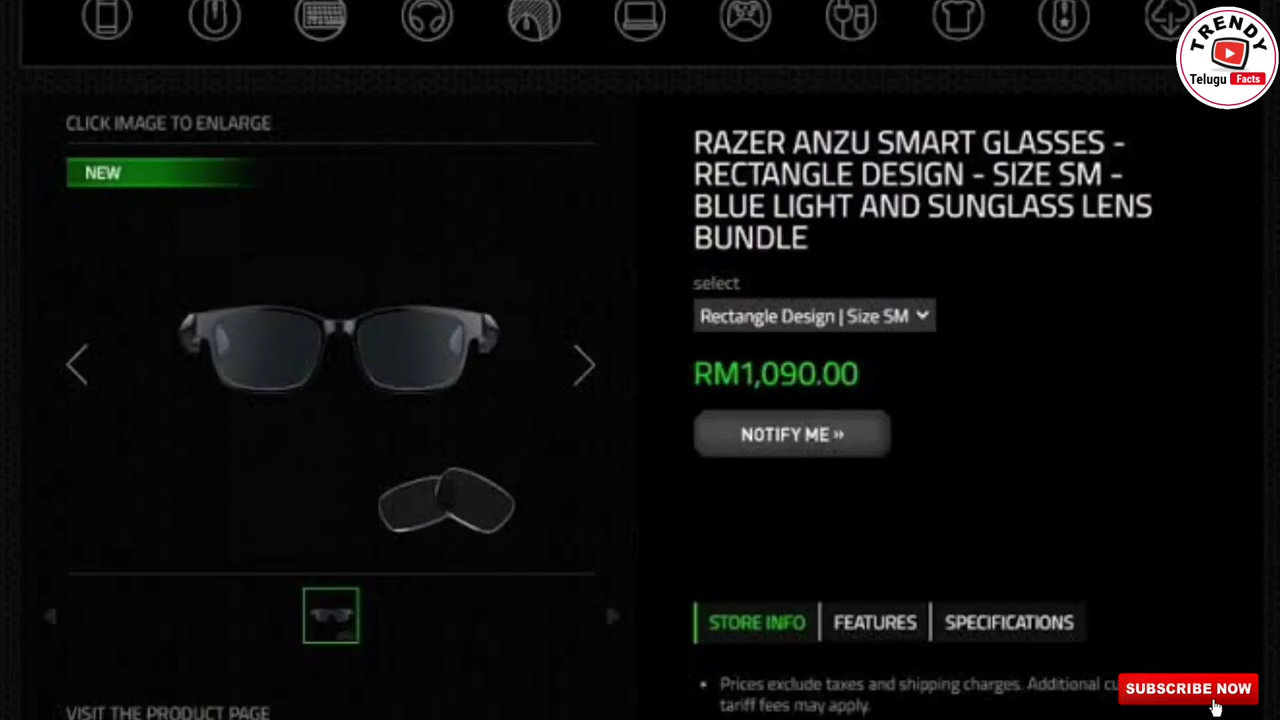 TRENDY
Telugu Facts
CLICK IMAGE TO ENLARGE
NEW
RAZER ANZU SMART GLASSES -
RECTANGLE DESIGN - SIZE SM -
BLUE LIGHT AND SUNGLASS LENS
BUNDLE
select
Rectangle Design | Size SM
RM1,090.00
NOTIFY ME »
STORE INFO
FEATURES
SPECIFICATIONS
• Prices exclude taxes and shipping charges. Additional
tariff fees may apply.
SUBSCRIBE NOW
VISIT THE PRODUCT PAGE